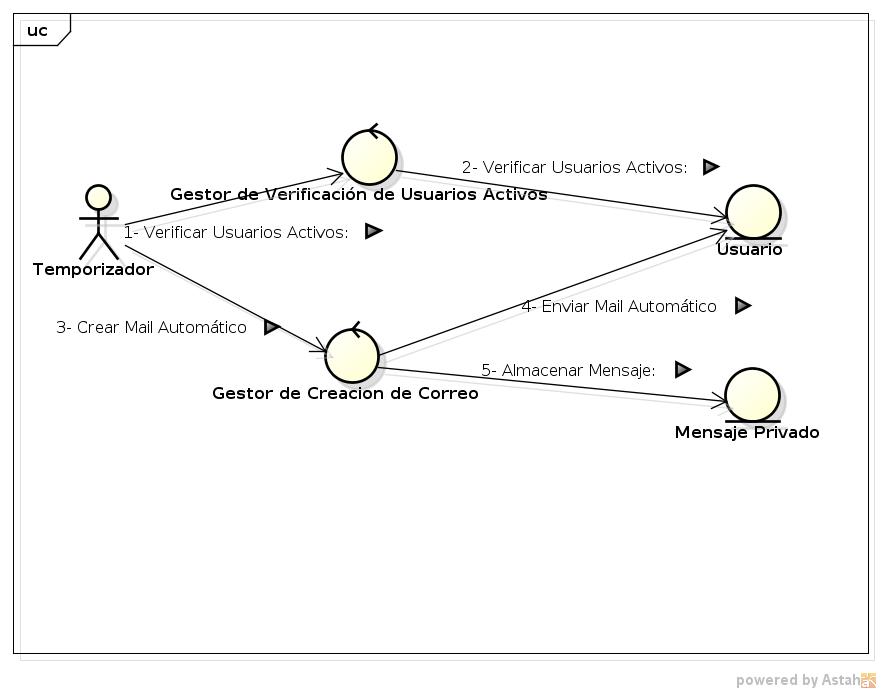 uc
2- Verificar Usuarios Activos:
Gestor de Verificación de Usuarios Activos
1- Verificar Usuarios Activos:
Usuario
Temporizador
4- Enviar Mail Automático
3- Crear Mail Automático
5- Almacenar Mensaje:
Gestor de Creacion de Correo
Mensaje Privado
powered by Astah